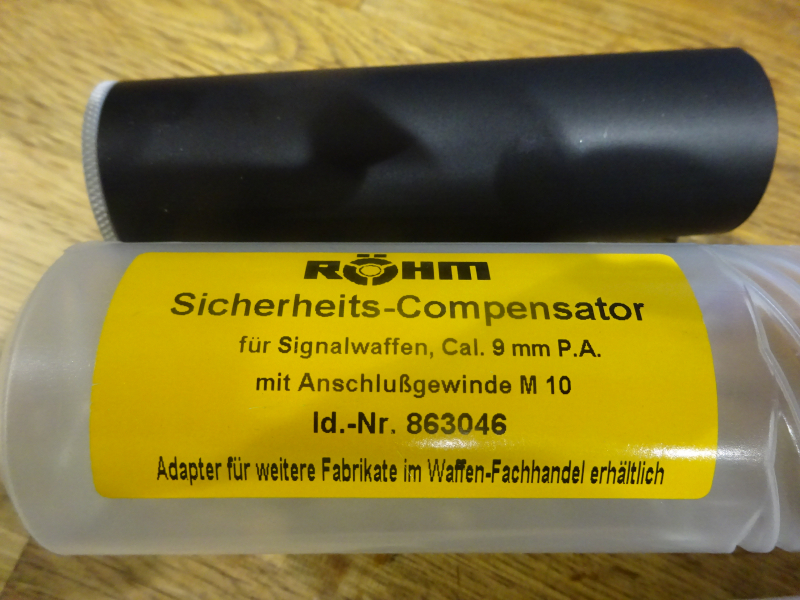 RÖHM
Sicherheits-Compensator
für Signalwaffen, Cal. 9 mm P.A.
mit Anschlußgewinde M 10
Id.-Nr. 863046
Adapter für weitere Fabrikate im Waffen-Fachhandel erhältlich